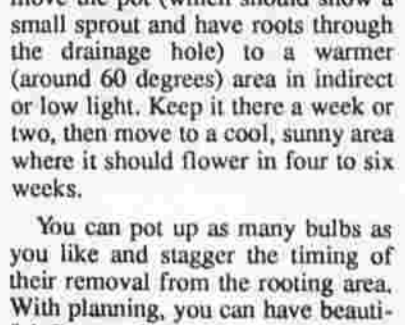 move the pot (which should show a
small sprout and have roots through
the drainage hole) to a warmer
(around 60 degrees) area in indirect
or low light. Keep it there a week or
two, then move to a cool, sunny area
where it should flower in four to six
weeks.
You can pot up as many bulbs as
you like and stagger the timing of
their removal from the rooting area.
With planning, you can have beauti-